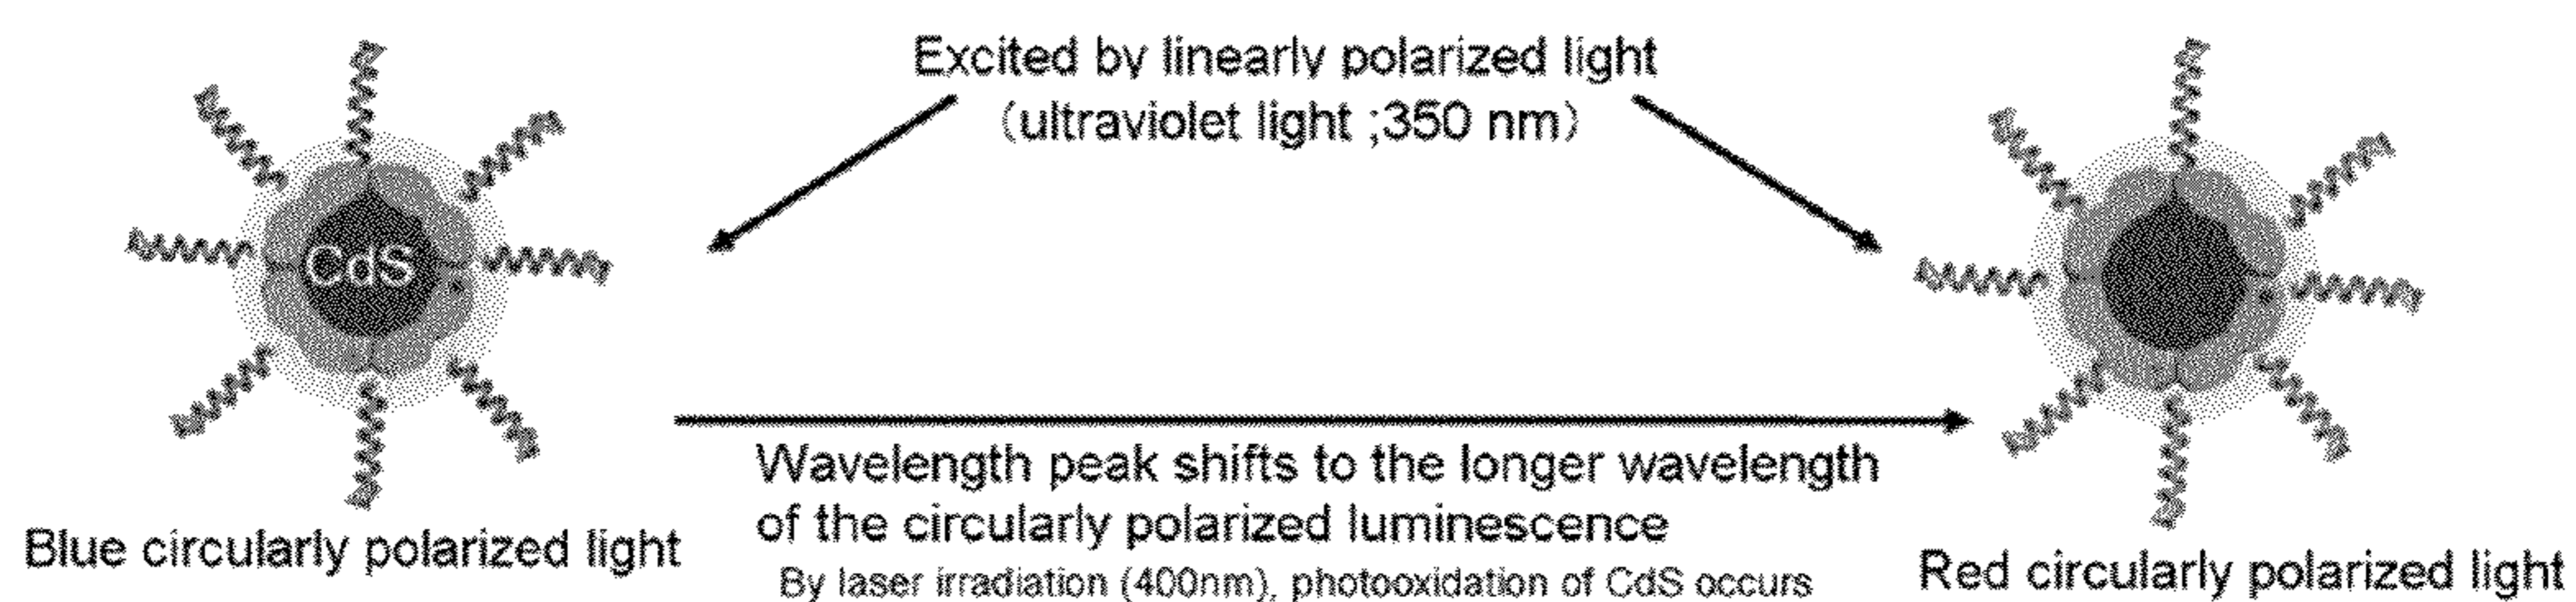 Excited by linearly polarized light
(ultraviolet light ;350 nm)
CdS
Wavelength peak shifts to the longer wavelength
of the circularly polarized luminescence
By laser irradiation (400nm), photooxidation of CdS occurs
Blue circularly polarized light
Red circularly polarized light